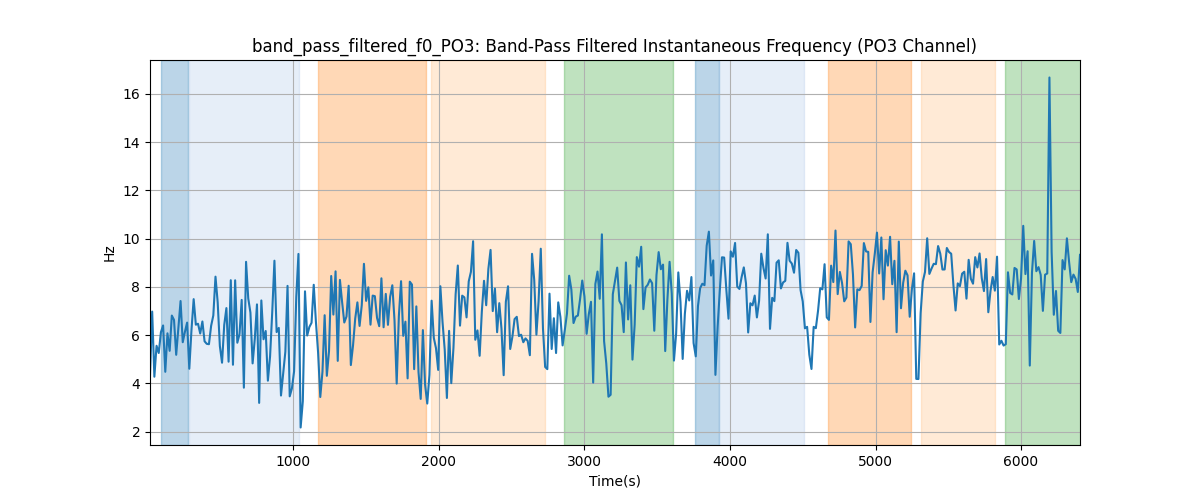 band_pass_filtered_f0_PO3: Band-Pass Filtered Instantaneous Frequency (PO3 Channel)
16
14
12
10
8
6
4
2
Hz
1000 2000 3000 4000 5000 6000
Time(s)